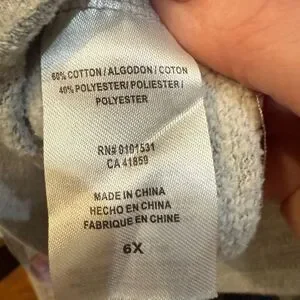 60% COTTON / ALGODON / COTON
40% POLYESTER/ POLIESTER /
POLYESTER
RN# 0101531
CA 41859
MADE IN CHINA
HECHO EN CHINA
FABRIQUE EN CHINE
6X